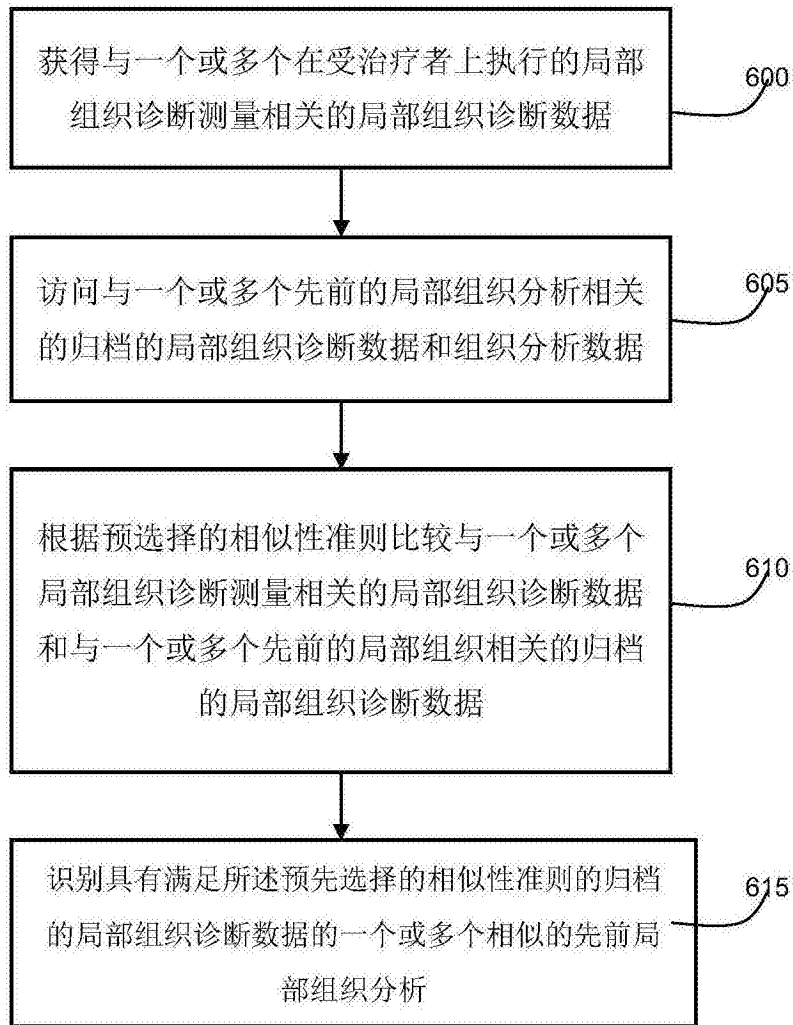 获得与一个或多个在受治疗者上执行的局部
组织诊断测量相关的局部组织诊断数据
600
访问与一个或多个先前的局部组织分析相关
的归档的局部组织诊断数据和组织分析数据
605
根据预选择的相似性准则比较与一个或多个
局部组织诊断测量相关的局部组织诊断数据
和与一个或多个先前的局部组织相关的归档
的局部组织诊断数据
610
识别具有满足所述预先选择的相似性准则的归档
的局部组织诊断数据的一个或多个相似的先前局
部组织分析
615